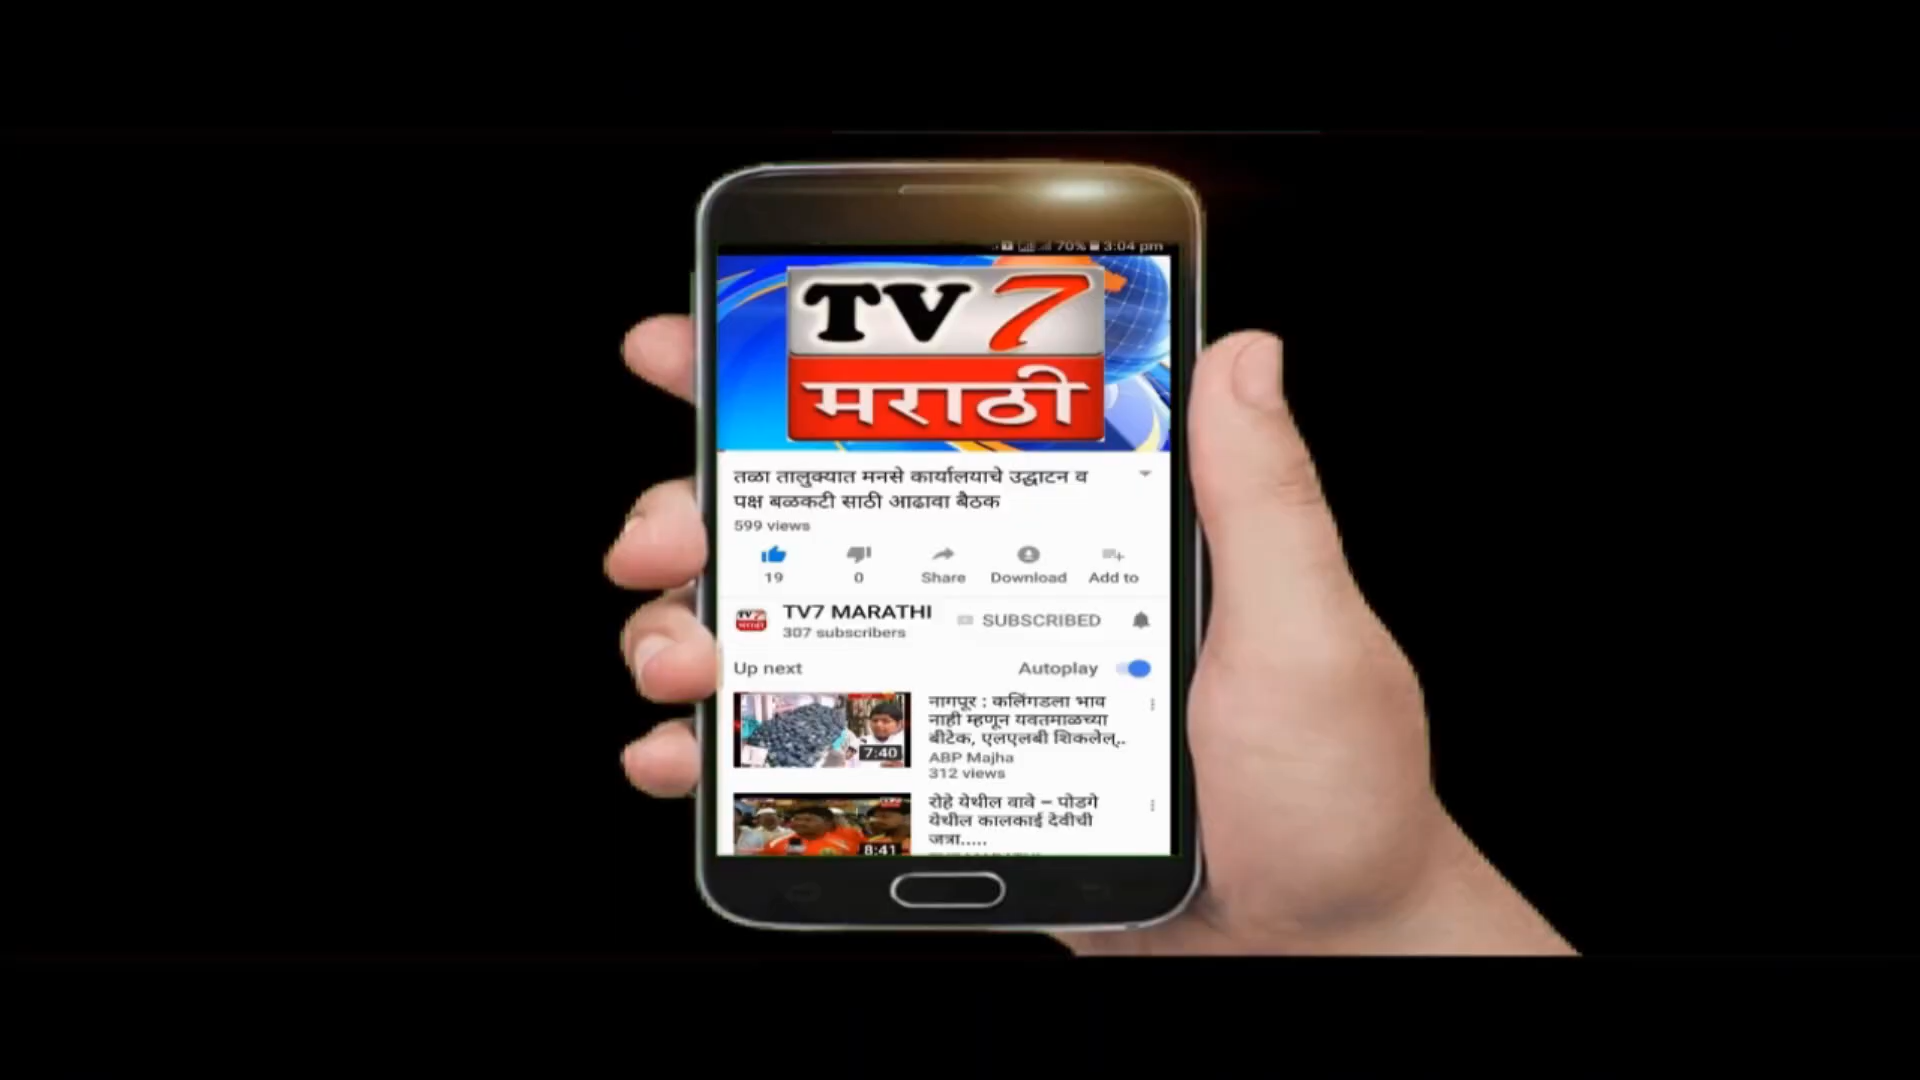 70% 3:04 pm
TV 7
मराठी
तळा तालुक्यात मनसे कार्यालयाचे उद्घाटन व
पक्ष बळकटी साठी आढावा बैठक
599 views
19 0 Share Download Add to
TV7 मराठी
TV7 MARATHI
307 subscribers
SUBSCRIBED
Up next Autoplay
7:40
नागपूर : कलिंगडला भाव
नाही म्हणून यवतमाळच्या
बीटेक, एलएलबी शिकलेल्..
ABP Majha
312 views
8:41
रोहे येथील वावे – पोडगे
येथील कालकाई देवीची
जत्रा.....